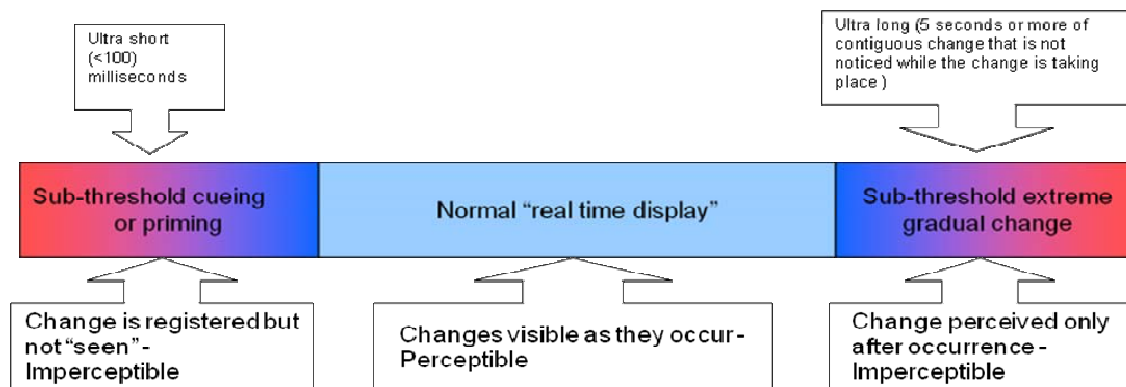 Ultra short
(<100)
milliseconds
Ultra long (5 seconds or more of
contiguous change that is not
noticed while the change is taking
place )
Sub-threshold cueing
or priming
Normal “real time display”
Sub-threshold extreme
gradual change
Change is registered but
not “seen”-
Imperceptible
Changes visible as they occur-
Perceptible
Change perceived only
after occurrence -
Imperceptible